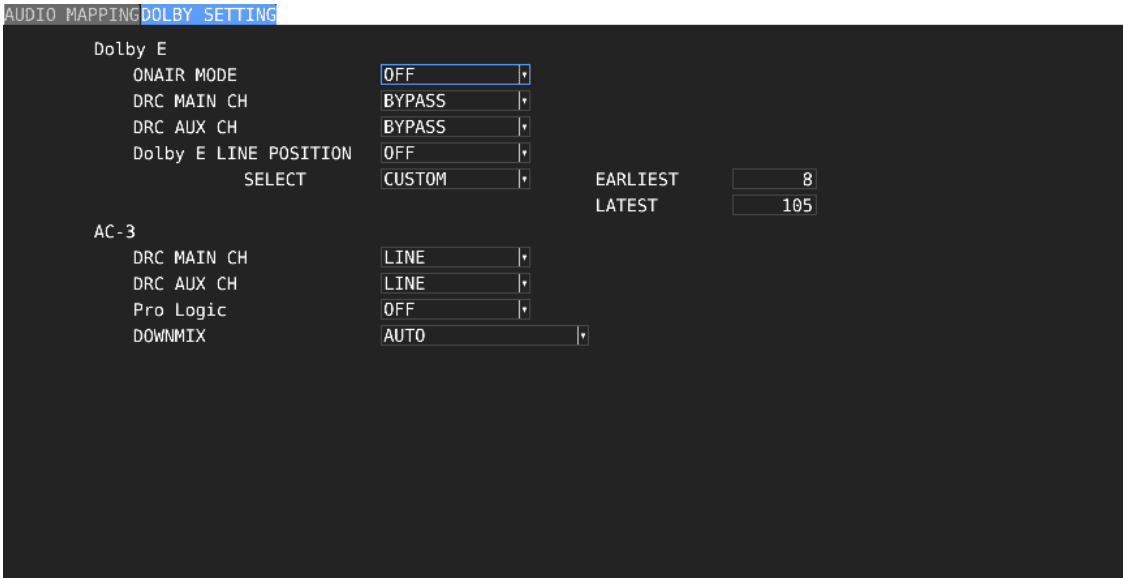 AUDIO MAPPING DOLBY SETTING
Dolby E
ONAIR MODE OFF
DRC MAIN CH BYPASS
DRC AUX CH BYPASS
Dolby E LINE POSITION OFF
SELECT CUSTOM EARLIEST 8
LATEST 105
AC-3
DRC MAIN CH LINE
DRC AUX CH LINE
Pro Logic OFF
DOWNMIX AUTO